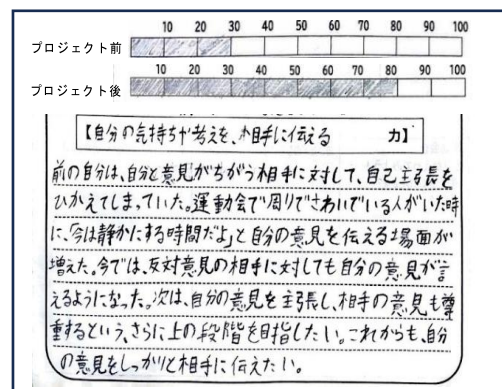 10 20 30 40 50 60 70 80 90 100
プロジェクト前
10 20 30 40 50 60 70 80 90 100
プロジェクト後
【自分の気持ちや考えを、相手に伝える 力】
前の自分は、自分と意見がちがう相手に対して、自己主張を
ひかえてしまっていた。運動会で周りでさわいでいる人がいた時
に、「今は静かにする時間だよ」と自分の意見を伝える場面が
増えた。今では、反対意見の相手に対しても自分の意見が言
えるようになった。次は、自分の意見を主張し、相手の意見も尊
重するという、さらに上の段階を目指したい。これからも、自分
の意見をしっかりと相手に伝えたい。